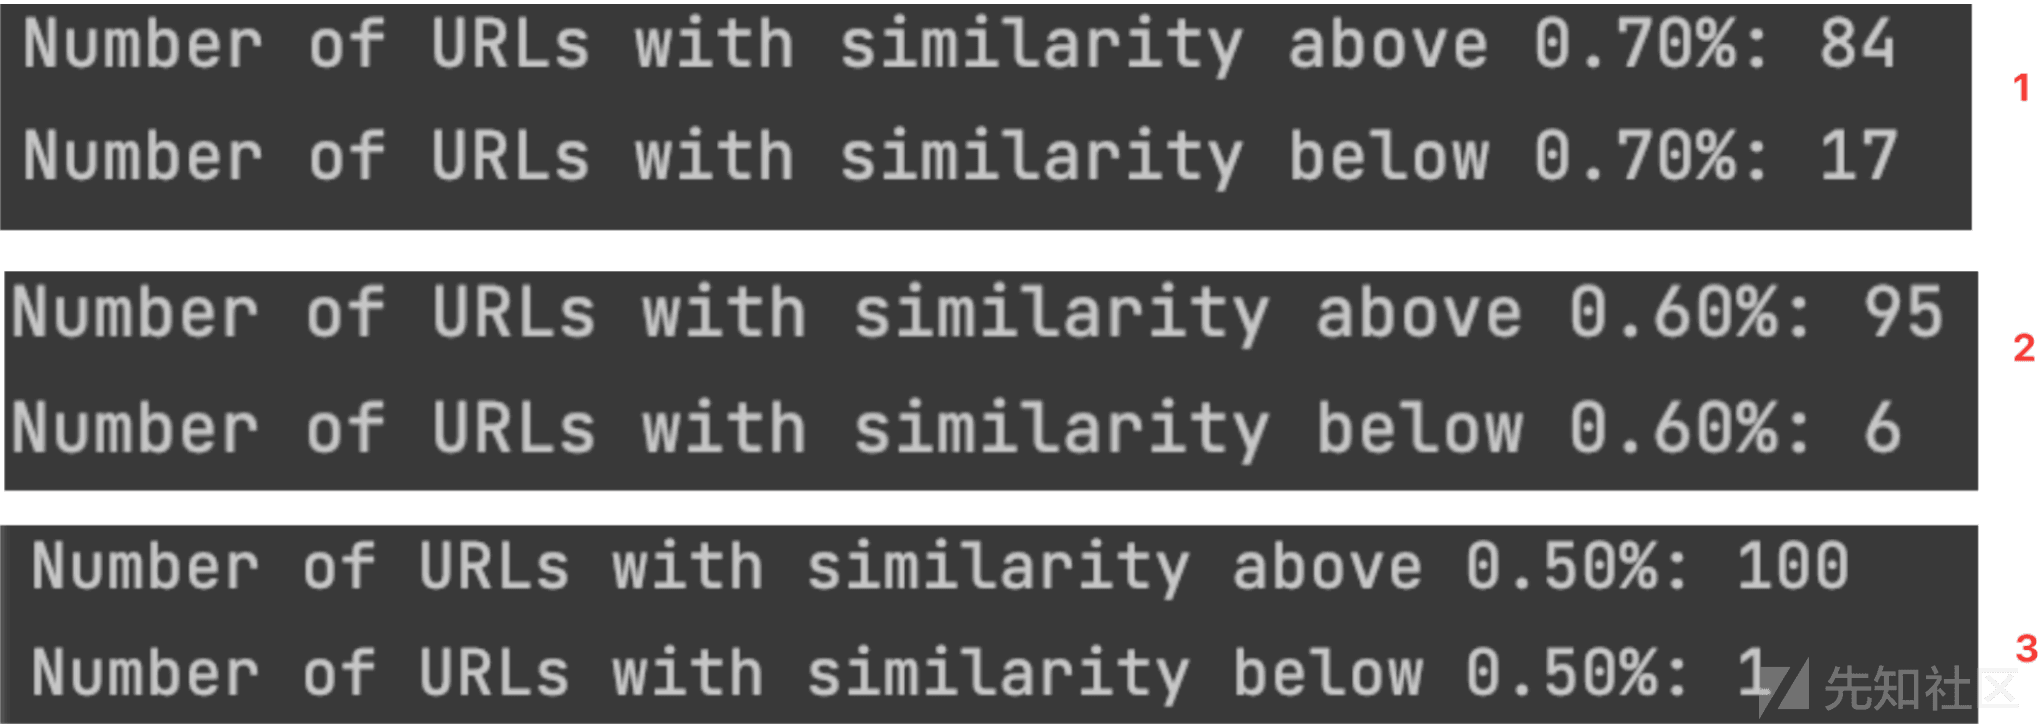 Number of URLs with similarity above 0.70%: 84
Number of URLs with similarity below 0.70%: 17
1
Number of URLs with similarity above 0.60%: 95
Number of URLs with similarity below 0.60%: 6
2
Number of URLs with similarity above 0.50%: 100
Number of URLs with similarity below 0.50%: 1
3
先知社区